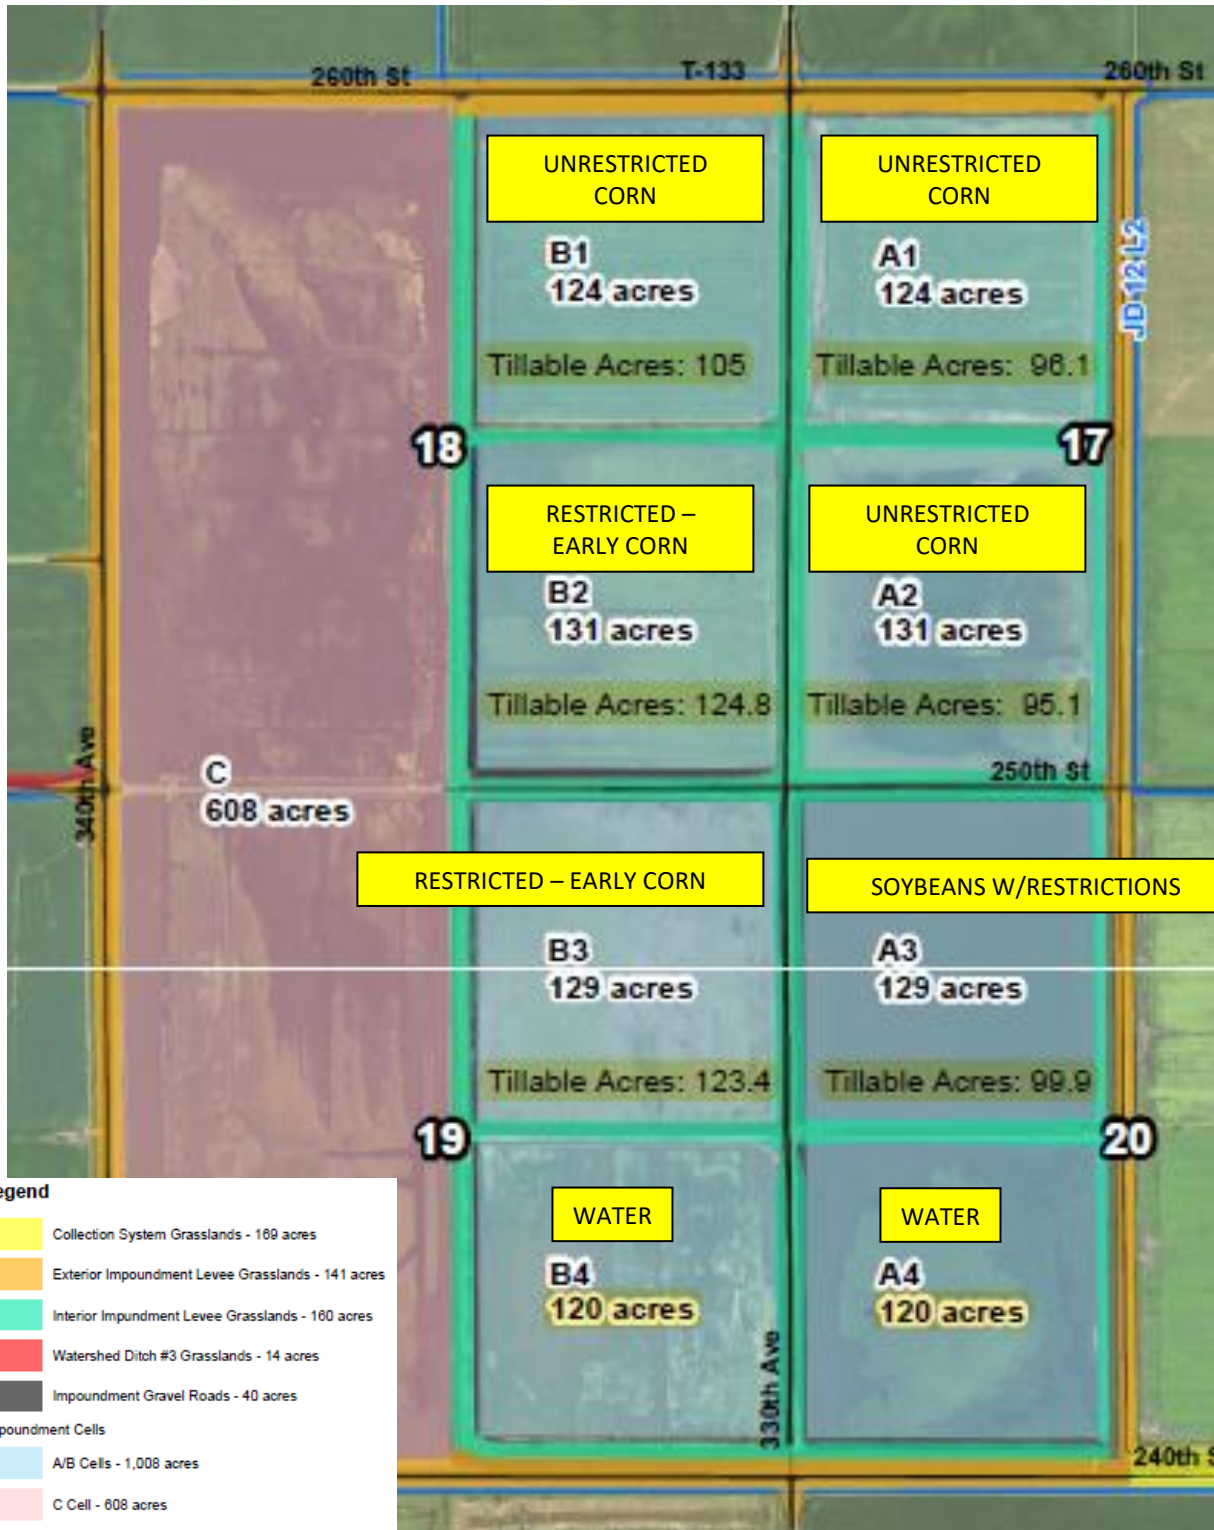 260th St
T-133
260th St
UNRESTRICTED
CORN
UNRESTRICTED
CORN
B1
124 acres
A1
124 acres
JD 12 L2
Tillable Acres: 105
Tillable Acres: 96.1
18
17
RESTRICTED –
EARLY CORN
UNRESTRICTED
CORN
B2
131 acres
A2
131 acres
Tillable Acres: 124.8
Tillable Acres: 95.1
340th Ave
C
608 acres
250th St
RESTRICTED – EARLY CORN
SOYBEANS W/RESTRICTIONS
B3
129 acres
A3
129 acres
Tillable Acres: 123.4
Tillable Acres: 99.9
19
20
WATER
WATER
B4
120 acres
A4
120 acres
330th Ave
240th S
egend
Collection System Grasslands - 169 acres
Exterior Impoundment Levee Grasslands - 141 acres
Interior Impundment Levee Grasslands - 160 acres
Watershed Ditch #3 Grasslands - 14 acres
Impoundment Gravel Roads - 40 acres
poundment Cells
A/B Cells - 1,008 acres
C Cell - 608 acres